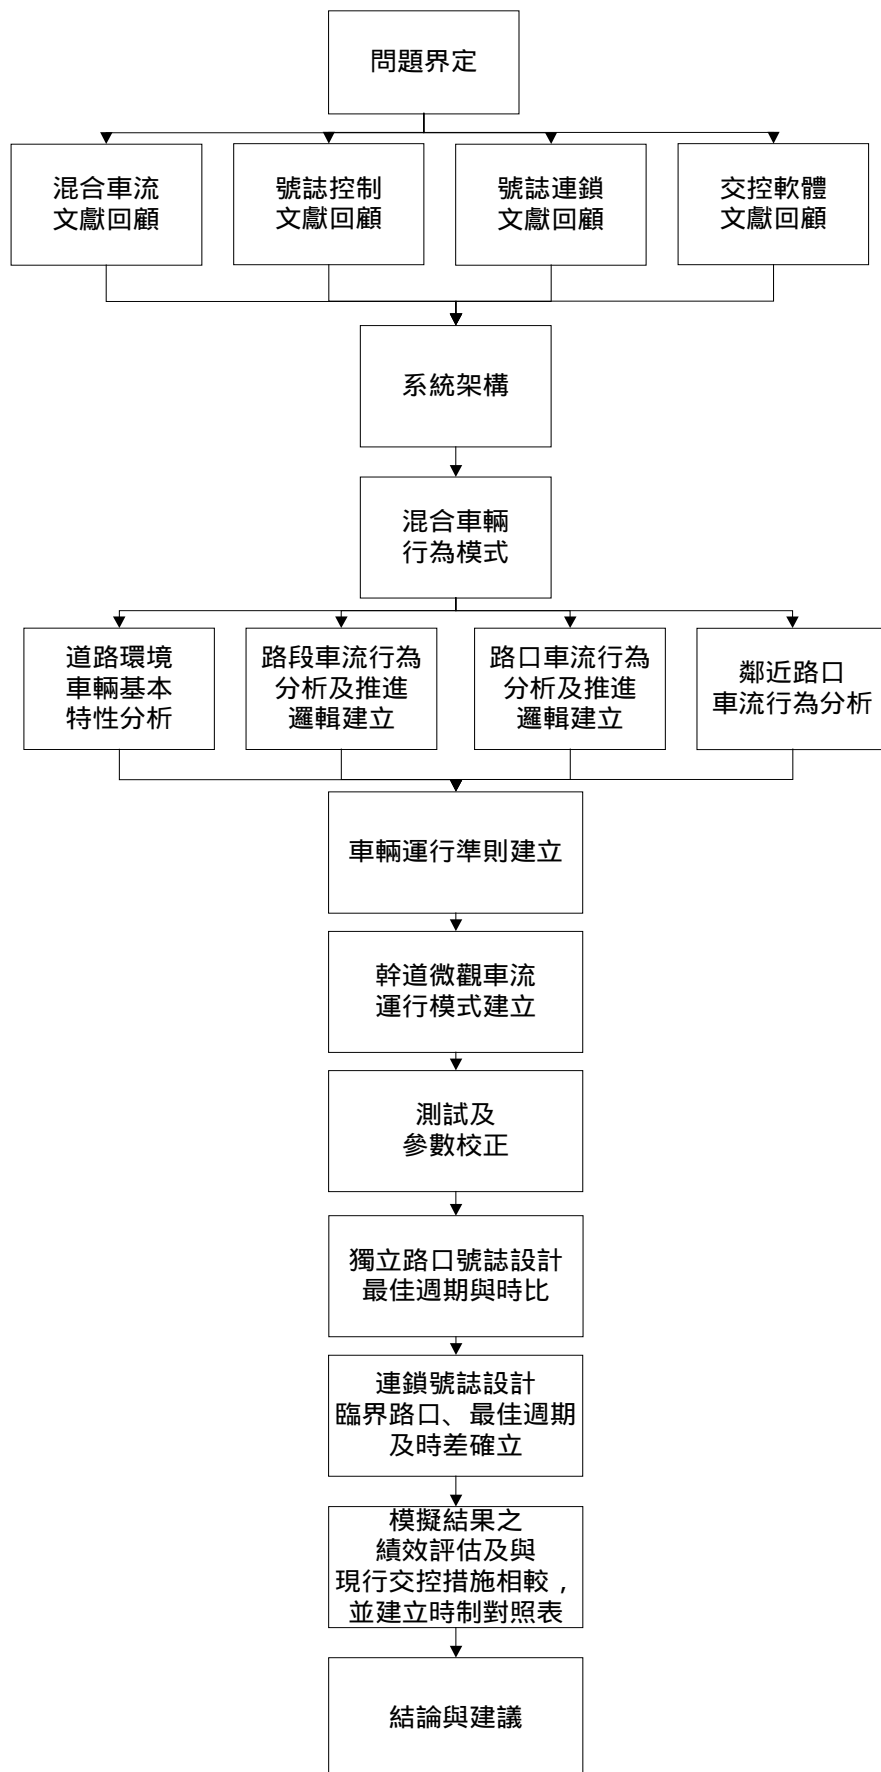 問題界定
混合車流
文獻回顧
號誌控制
文獻回顧
號誌連鎖
文獻回顧
交控軟體
文獻回顧
系統架構
混合車輛
行為模式
道路環境
車輛基本
特性分析
路段車流行為
分析及推進
邏輯建立
路口車流行為
分析及推進
邏輯建立
鄰近路口
車流行為分析
車輛運行準則建立
幹道微觀車流
運行模式建立
測試及
參數校正
獨立路口號誌設計
最佳週期與時比
連鎖號誌設計
臨界路口、最佳週期
及時差確立
模擬結果之
績效評估及與
現行交控措施相較，
並建立時制對照表
結論與建議